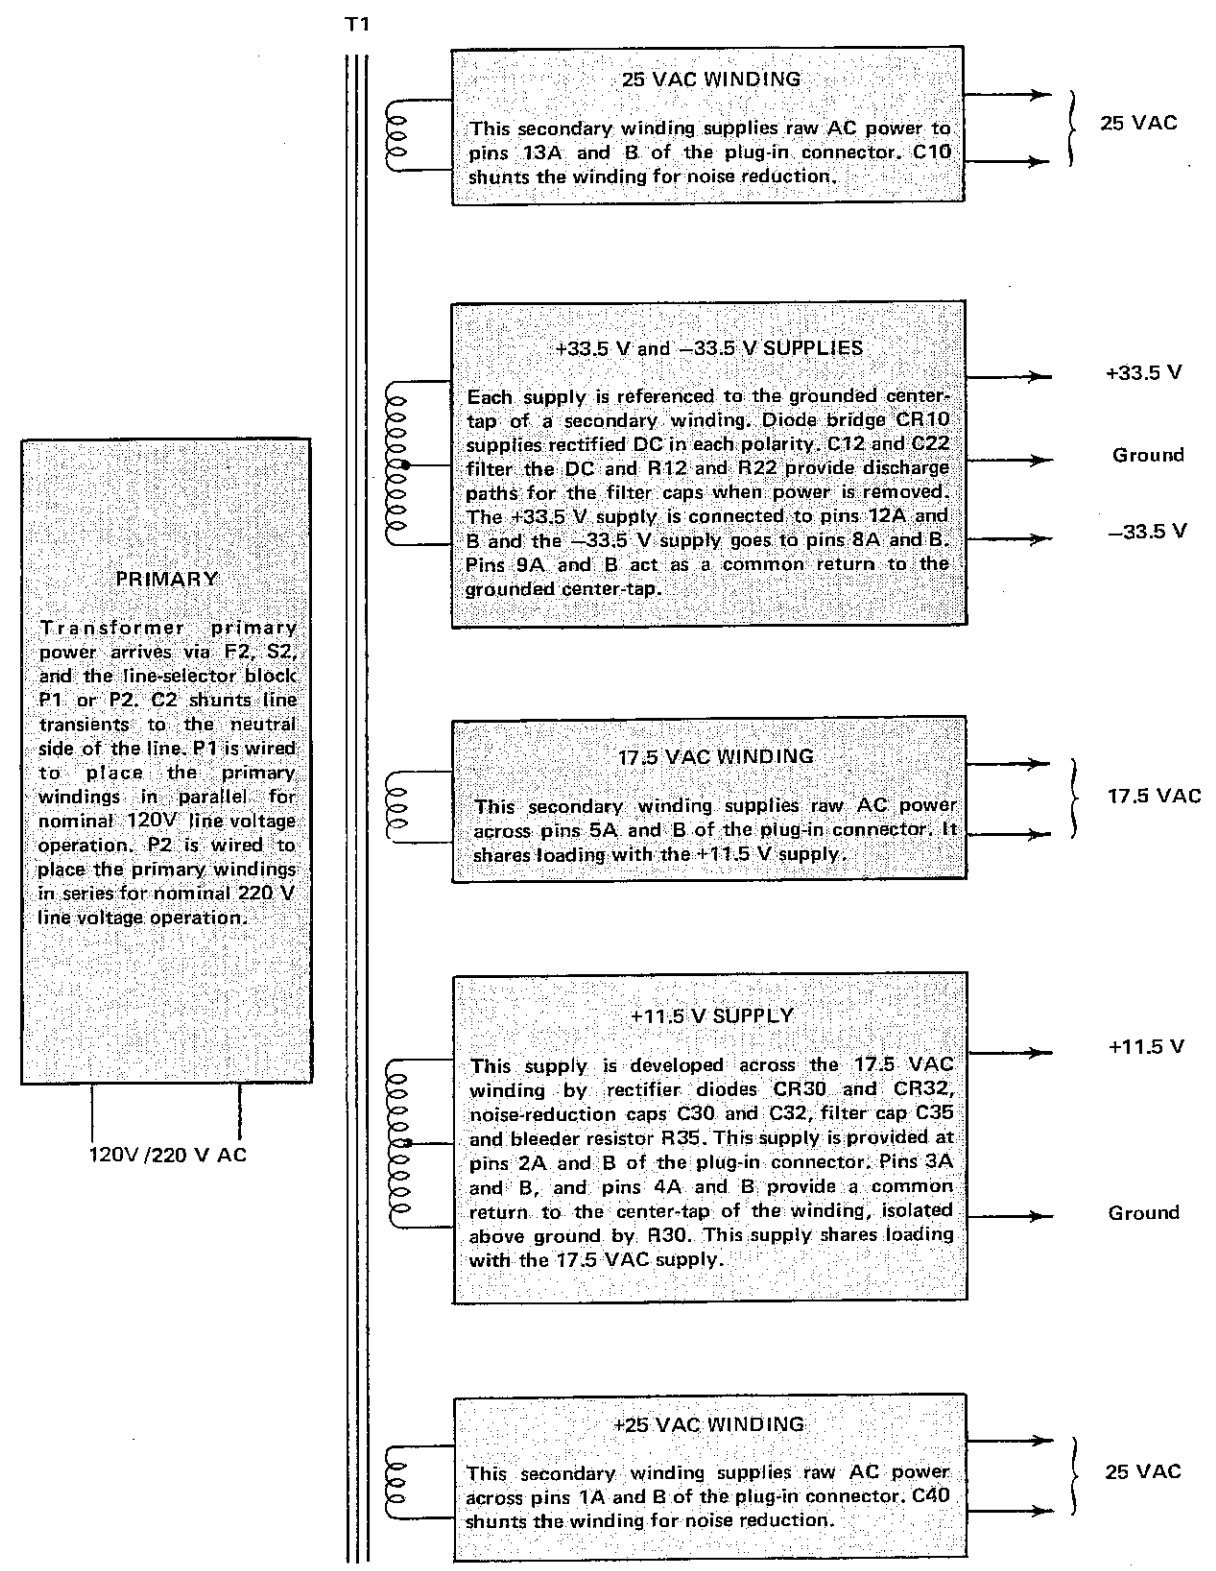 T1
25 VAC WINDING
This secondary winding supplies raw AC power to
pins 13A and B of the plug-in connector. C10
shunts the winding for noise reduction.
25 VAC
+33.5 V and −33.5 V SUPPLIES
Each supply is referenced to the grounded center-
tap of a secondary winding. Diode bridge CR10
supplies rectified DC in each polarity. C12 and C22
filter the DC and R12 and R22 provide discharge
paths for the filter caps when power is removed.
The +33.5 V supply is connected to pins 12A and
B and the −33.5 V supply goes to pins 8A and B.
Pins 9A and B act as a common return to the
grounded center-tap.
+33.5 V
Ground
−33.5 V
PRIMARY
Transformer primary
power arrives via F2, S2,
and the line-selector block
P1 or P2. C2 shunts line
transients to the neutral
side of the line. P1 is wired
to place the primary
windings in parallel for
nominal 120V line voltage
operation. P2 is wired to
place the primary windings
in series for nominal 220 V
line voltage operation.
120V /220 V AC
17.5 VAC WINDING
This secondary winding supplies raw AC power
across pins 5A and B of the plug-in connector. It
shares loading with the +11.5 V supply.
17.5 VAC
+11.5 V SUPPLY
This supply is developed across the 17.5 VAC
winding by rectifier diodes CR30 and CR32,
noise-reduction caps C30 and C32, filter cap C35
and bleeder resistor R35. This supply is provided at
pins 2A and B of the plug-in connector. Pins 3A
and B, and pins 4A and B provide a common
return to the center-tap of the winding, isolated
above ground by R30. This supply shares loading
with the 17.5 VAC supply.
+11.5 V
Ground
+25 VAC WINDING
This secondary winding supplies raw AC power
across pins 1A and B of the plug-in connector. C40
shunts the winding for noise reduction.
25 VAC